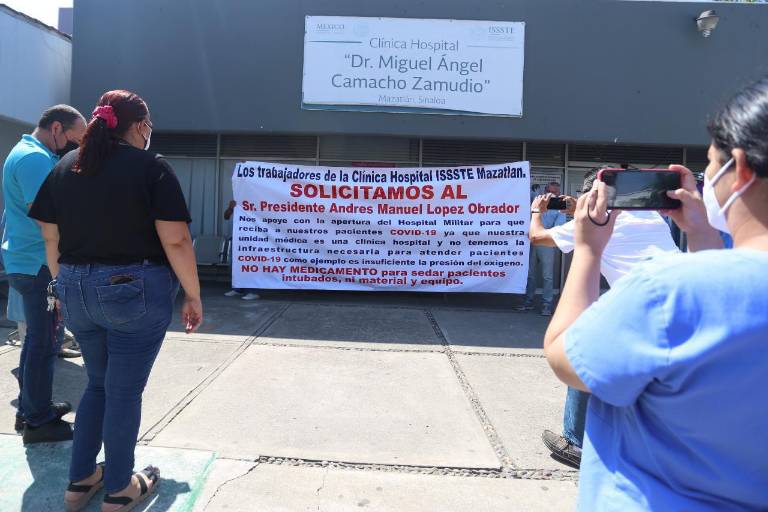 MÉXICO
ISSSTE
Clínica Hospital
"Dr. Miguel Ángel
Camacho Zamudio"
Mazatlán, Sinaloa
Los trabajadores de la Clínica Hospital ISSSTE Mazatlan.
SOLICITAMOS AL
Sr. Presidente Andres Manuel Lopez Obrador
Nos apoye con la apertura del Hospital Militar para que
reciba a nuestros pacientes COVID-19 ya que nuestra
unidad médica es una clínica hospital y no tenemos la
infraestructura necesaria para atender pacientes
COVID-19 como ejemplo es insuficiente la presión del oxigeno.
NO HAY MEDICAMENTO para sedar pacientes
intubados, ni material y equipo.